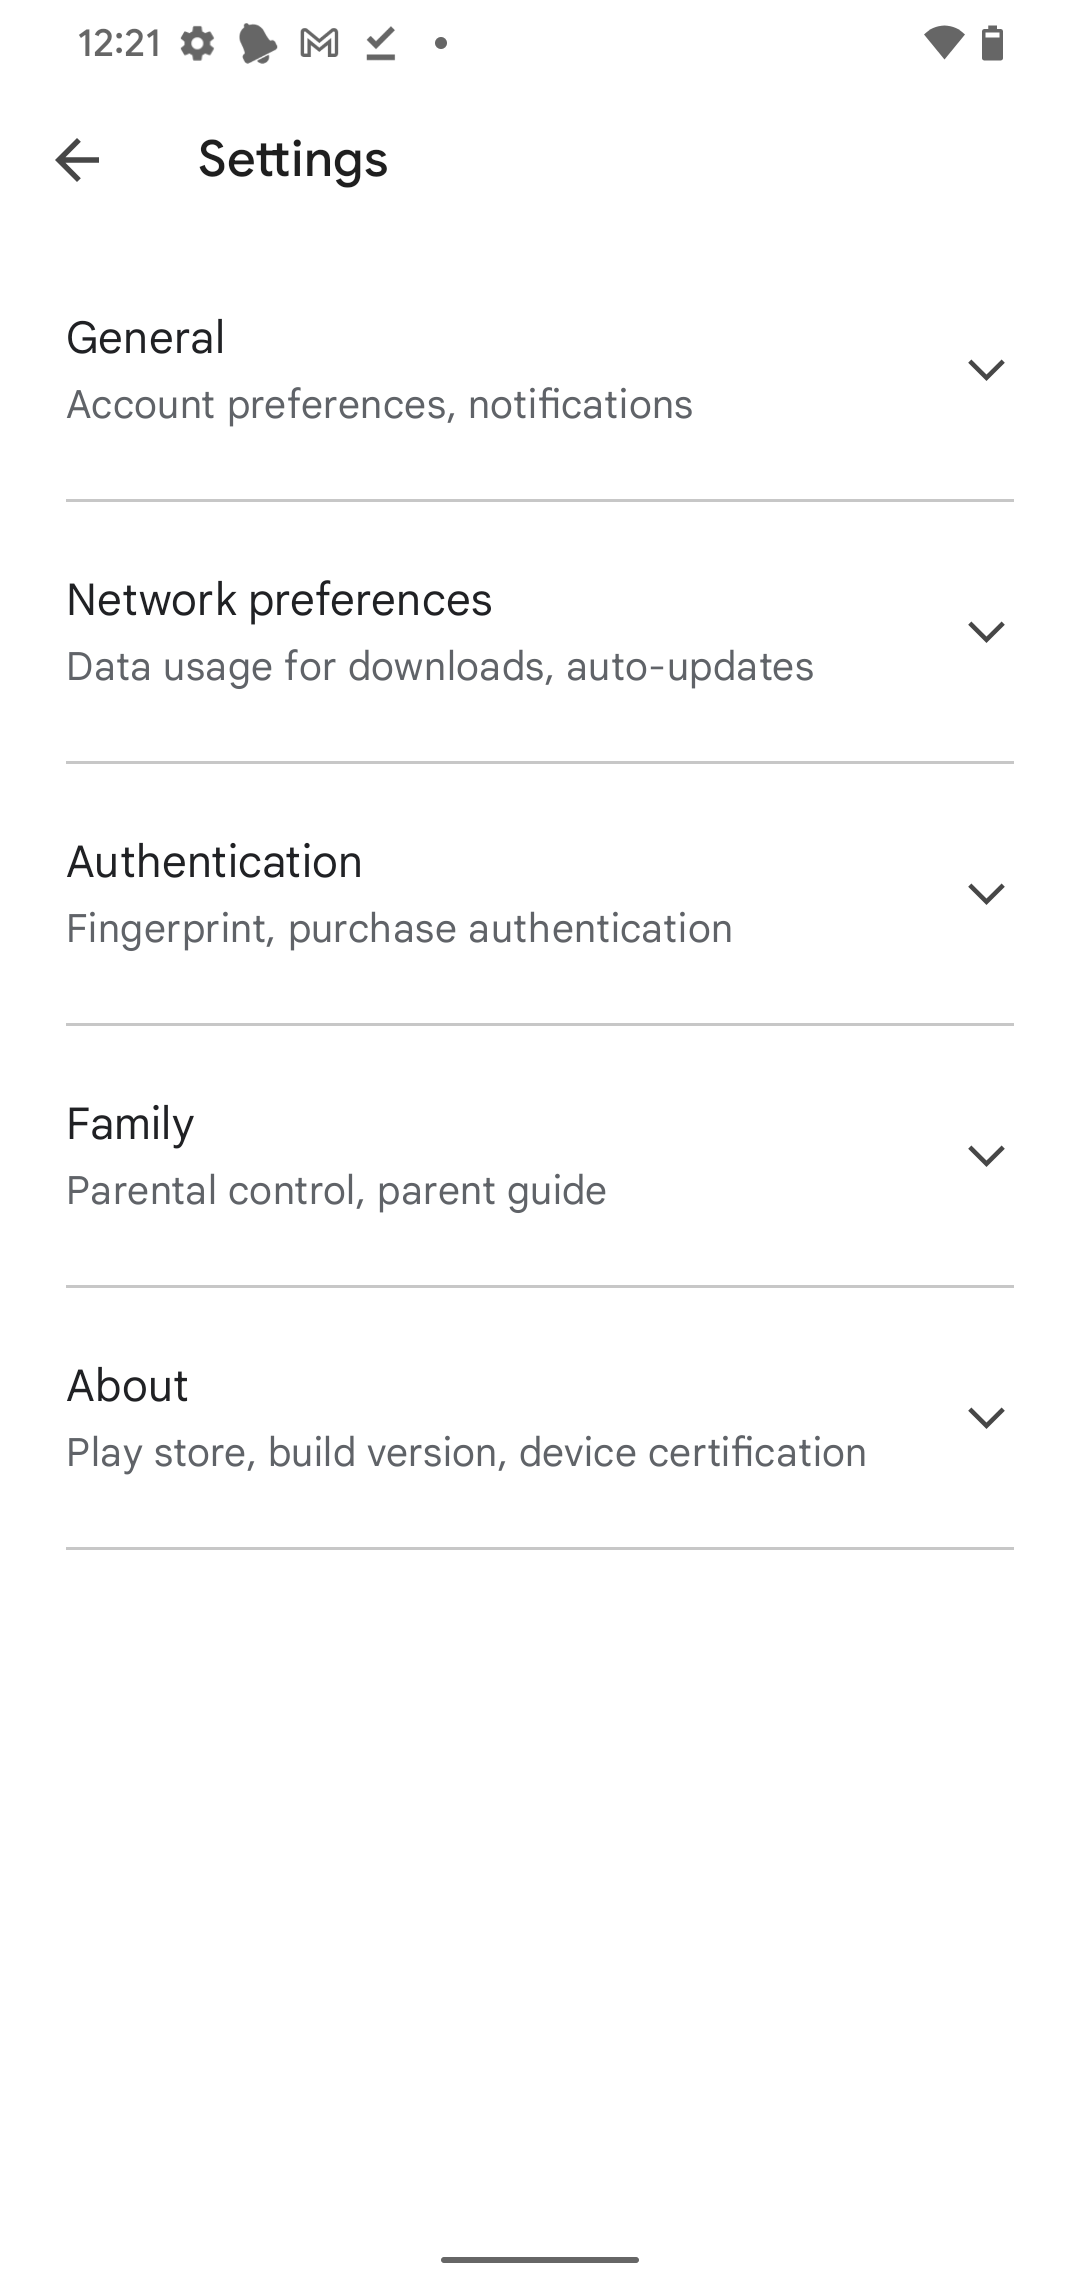 12:21
Settings
General
Account preferences, notifications
Network preferences
Data usage for downloads, auto-updates
Authentication
Fingerprint, purchase authentication
Family
Parental control, parent guide
About
Play store, build version, device certification